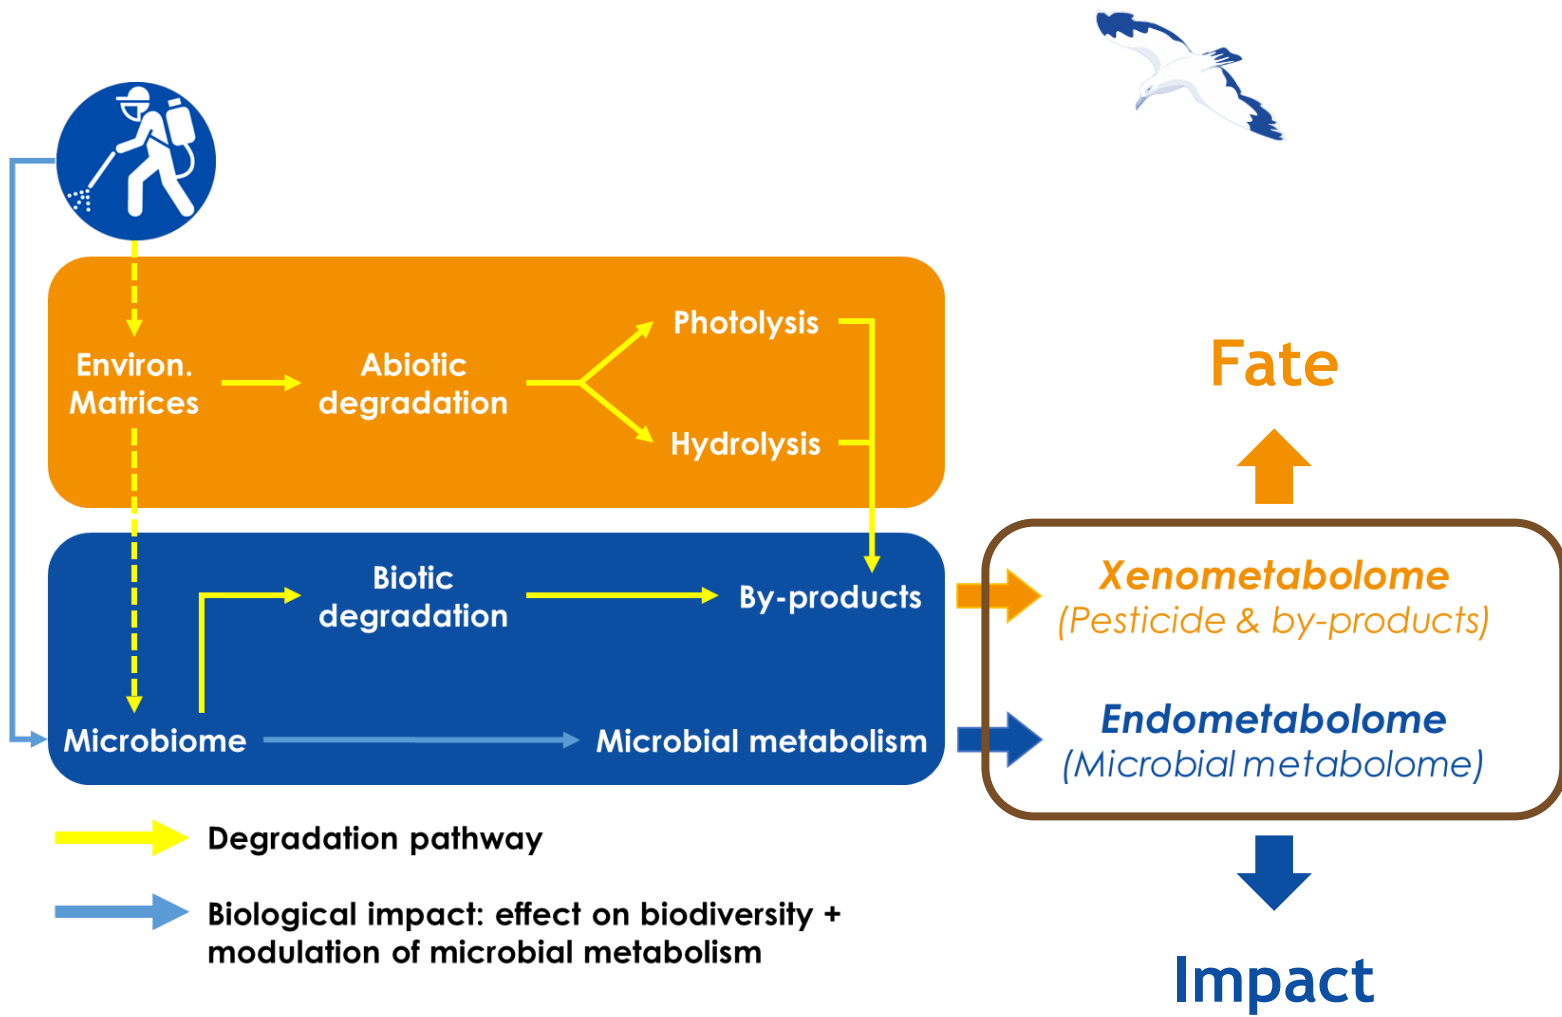 Environ.
Matrices
Abiotic
degradation
Photolysis
Hydrolysis
Fate
Biotic
degradation
By-products
Microbiome
Microbial metabolism
Xenometabolome
(Pesticide & by-products)
Endometabolome
(Microbial metabolome)
Degradation pathway
Biological impact: effect on biodiversity +
modulation of microbial metabolism
Impact